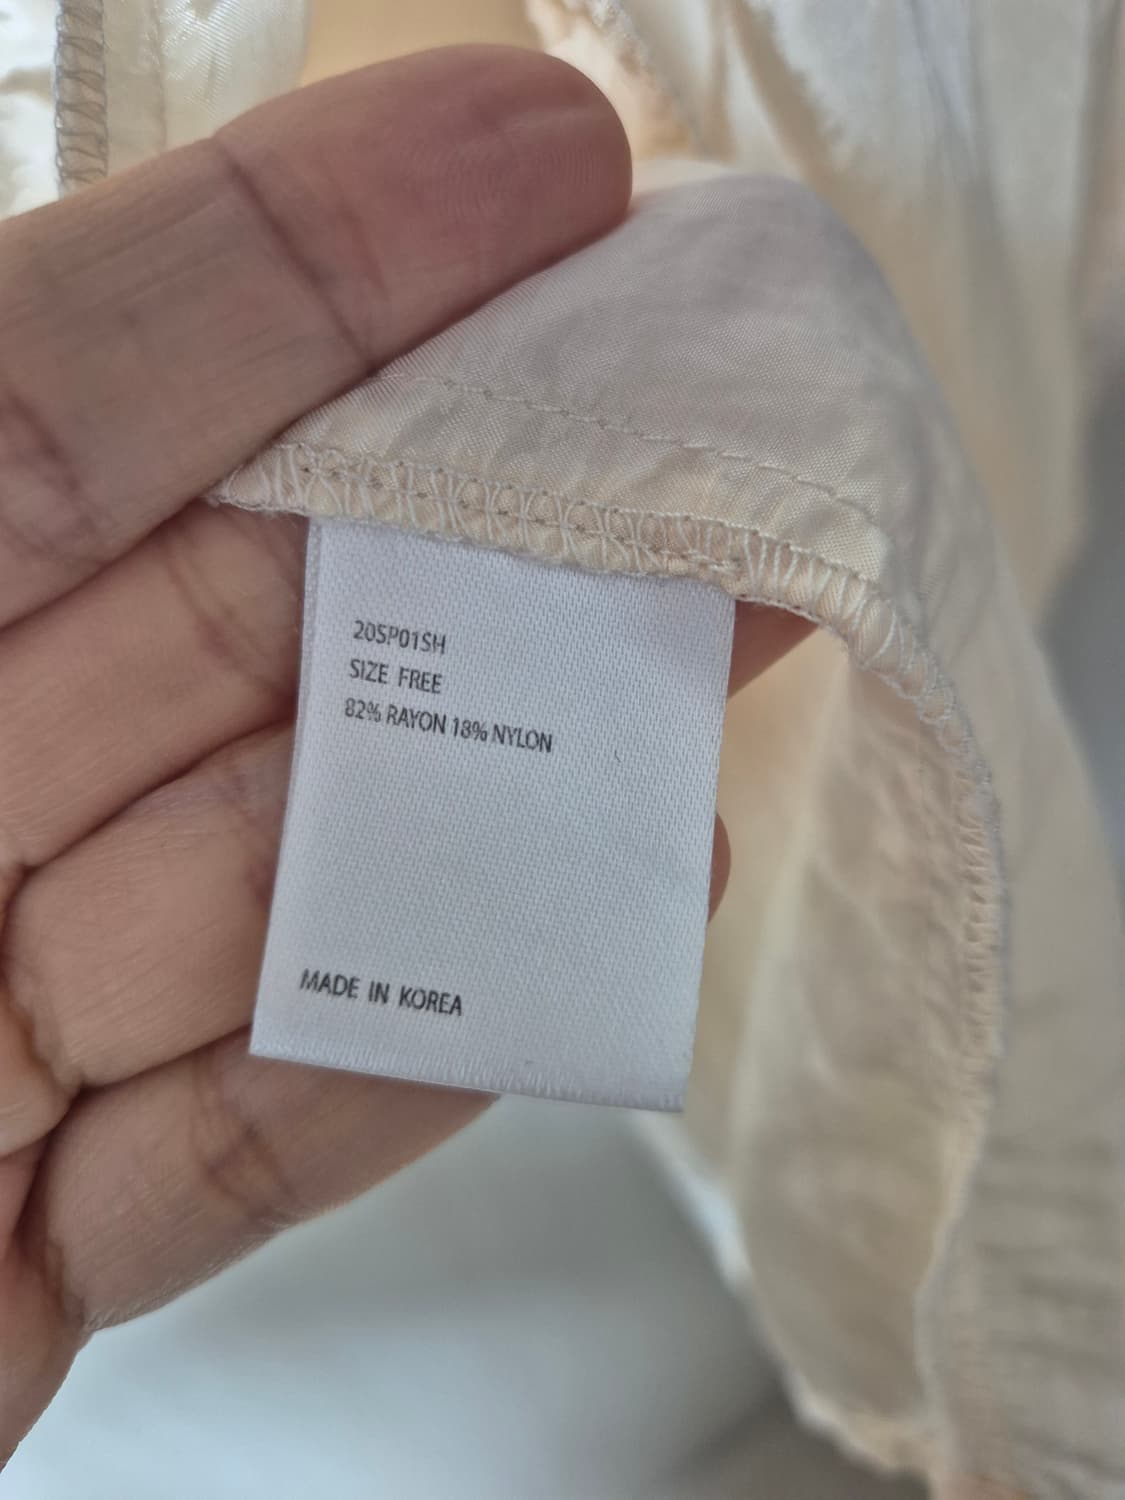 20SP01SH
SIZE FREE
82% RAYON 18% NYLON
MADE IN KOREA